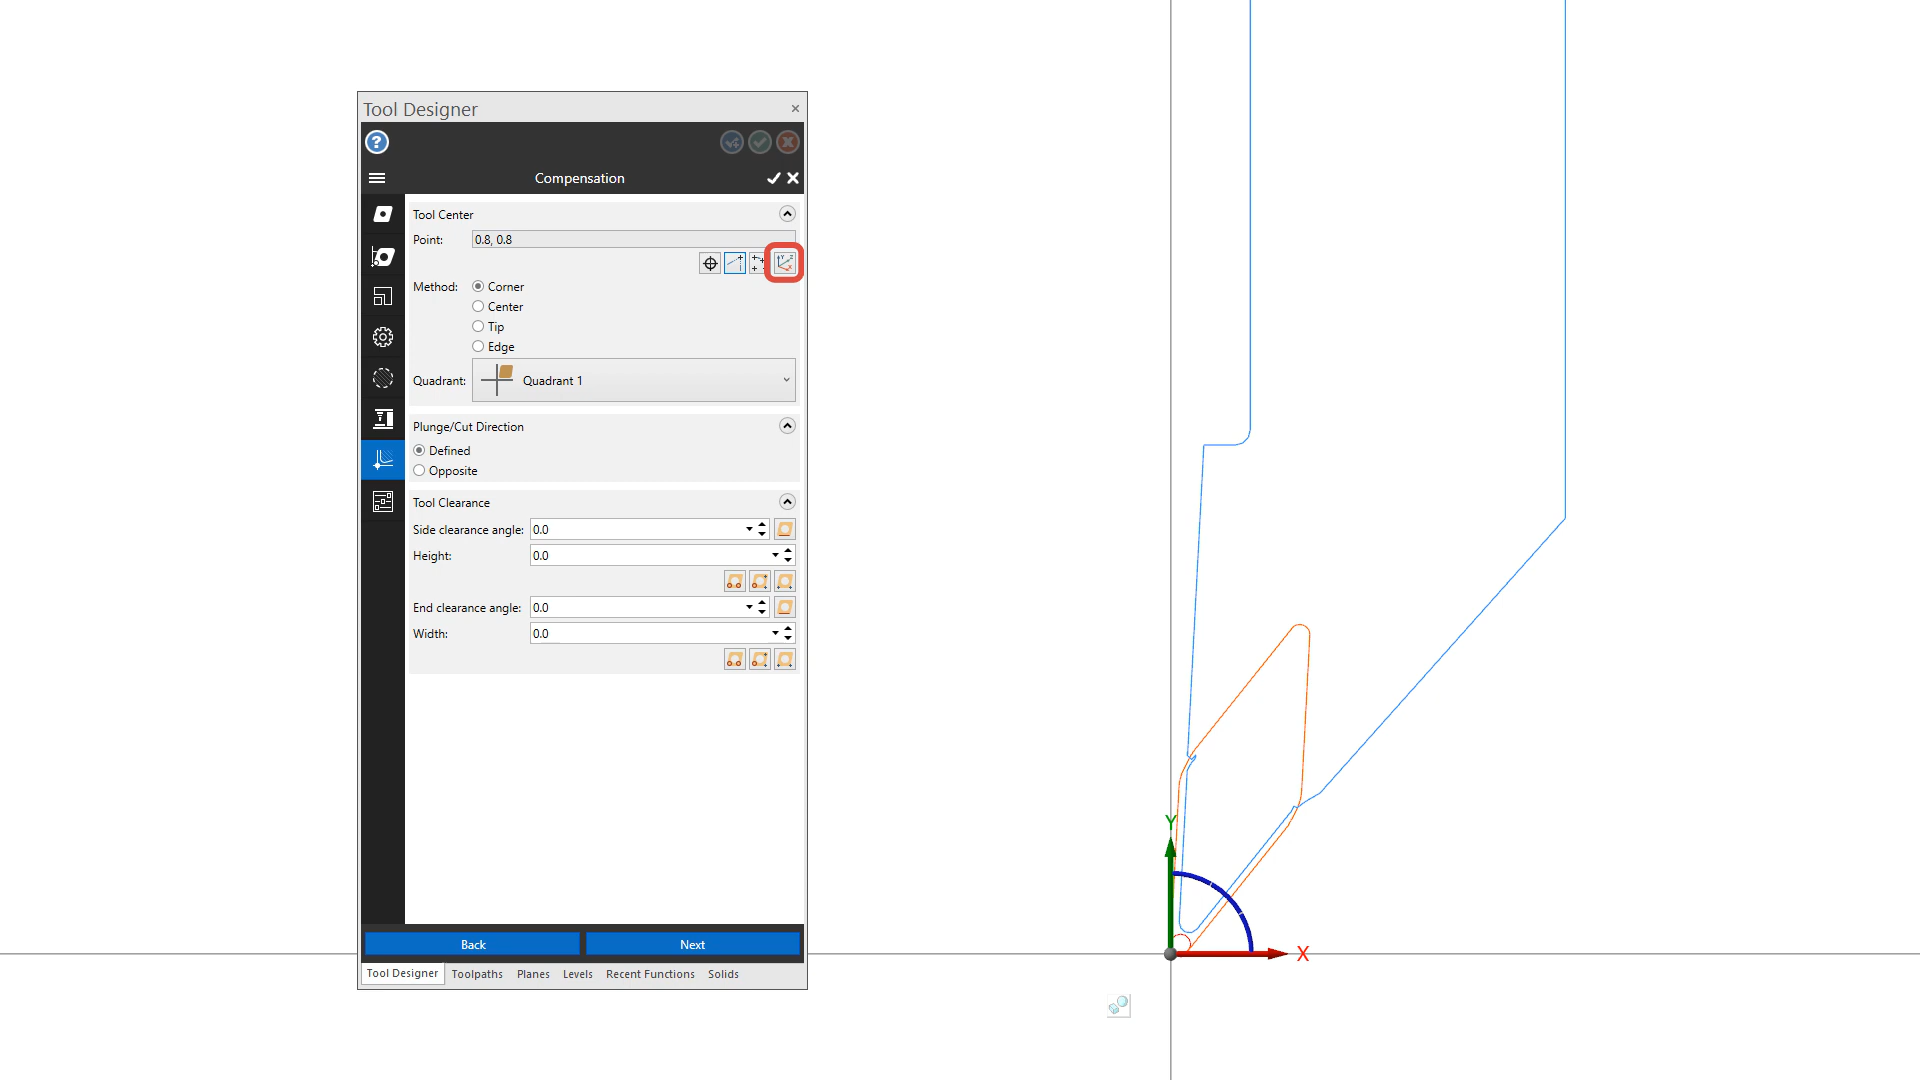 Tool Designer
Compensation
Tool Center
Point: 0.8, 0.8
Method: Corner
Center
Tip
Edge
Quadrant: Quadrant 1
Plunge/Cut Direction
Defined
Opposite
Tool Clearance
Side clearance angle: 0.0
Height: 0.0
End clearance angle: 0.0
Width: 0.0
Back Next
Tool Designer Toolpaths Planes Levels Recent Functions Solids
Y
X